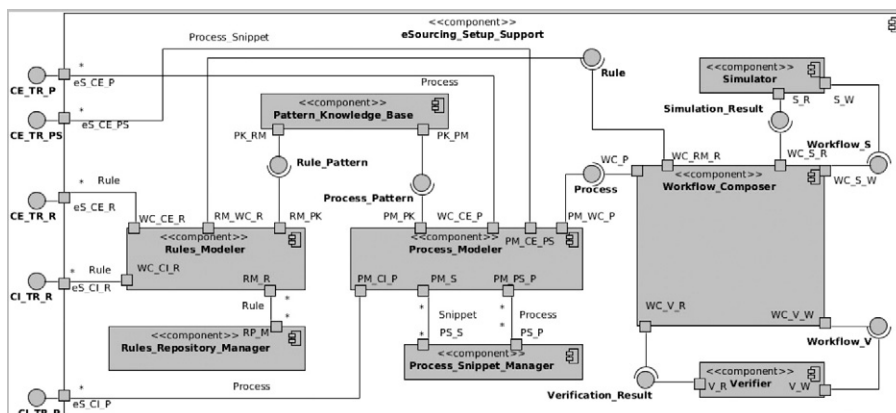 <<component>>
eSourcing_Setup_Support
Process_Snippet
*
CE_TR_P
eS_CE_P
Process
Rule
<<component>>
Simulator
S_R
S_W
Simulation_Result
*
CE_TR_PS
eS_CE_PS
<<component>>
Pattern_Knowledge_Base
PK_RM
PK_PM
Rule_Pattern
Process_Pattern
Workflow_S
WC_P
WC_RM_R
WC_S_R
WC_S_W
Process
<<component>>
Workflow_Composer
* Rule
CE_TR_R
eS_CE_R
WC_CE_R
RM_WC_R
RM_PK
PM_PK
WC_CE_P
PM_CE_PS
PM_WC_P
<<component>>
Rules_Modeler
<<component>>
Process_Modeler
* Rule
CI_TR_R
eS_CI_R
WC_CI_R
RM_R
PM_CI_P
PM_S
PM_PS_P
*
Rule
*
RP_M
<<component>>
Rules_Repository_Manager
*
Snippet
*
PS_S
*
*
Process
PS_P
<<component>>
Process_Snippet_Manager
WC_V_R
WC_V_W
Workflow_V
<<component>>
Verifier
V_R
V_W
Verification_Result
*
Process
eS_CI_P